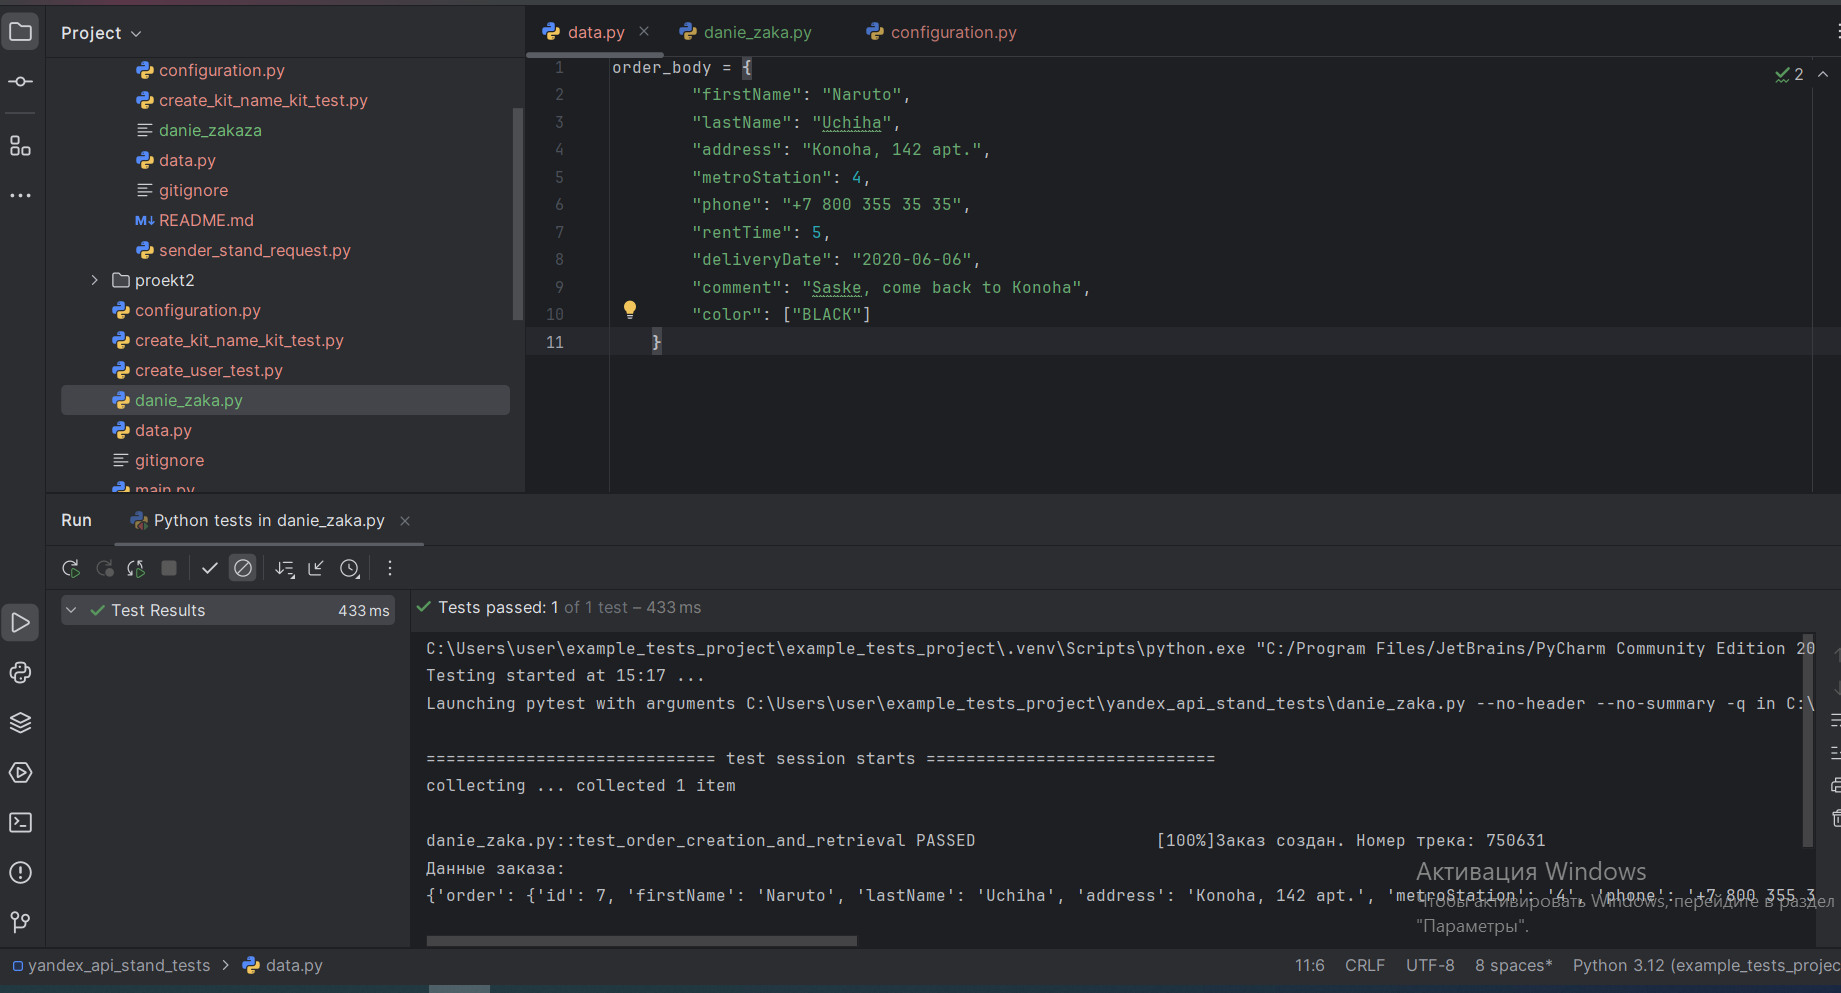 Project
configuration.py
create_kit_name_kit_test.py
danie_zakaza
data.py
gitignore
M↓ README.md
sender_stand_request.py
proekt2
configuration.py
create_kit_name_kit_test.py
create_user_test.py
danie_zaka.py
data.py
gitignore
main.py
data.py
danie_zaka.py
configuration.py
2
1 order_body = {
2 "firstName": "Naruto",
3 "lastName": "Uchiha",
4 "address": "Konoha, 142 apt.",
5 "metroStation": 4,
6 "phone": "+7 800 355 35 35",
7 "rentTime": 5,
8 "deliveryDate": "2020-06-06",
9 "comment": "Saske, come back to Konoha",
10 "color": ["BLACK"]
11 }
Run
Python tests in danie_zaka.py
Test Results 433 ms
Tests passed: 1 of 1 test – 433 ms
C:\Users\user\example_tests_project\example_tests_project\.venv\Scripts\python.exe "C:/Program Files/JetBrains/PyCharm Community Edition 20
Testing started at 15:17 ...
Launching pytest with arguments C:\Users\user\example_tests_project\yandex_api_stand_tests\danie_zaka.py --no-header --no-summary -q in C:\
============================= test session starts =============================
collecting ... collected 1 item
danie_zaka.py::test_order_creation_and_retrieval PASSED [100%]Заказ создан. Номер трека: 750631
Данные заказа:
{'order': {'id': 7, 'firstName': 'Naruto', 'lastName': 'Uchiha', 'address': 'Konoha, 142 apt.', 'metroStation': '4', 'phone': '+7 800 355 3
Активация Windows
Чтобы активировать Windows, перейдите в раздел
"Параметры".
yandex_api_stand_tests
data.py
11:6
CRLF
UTF-8
8 spaces*
Python 3.12 (example_tests_projec